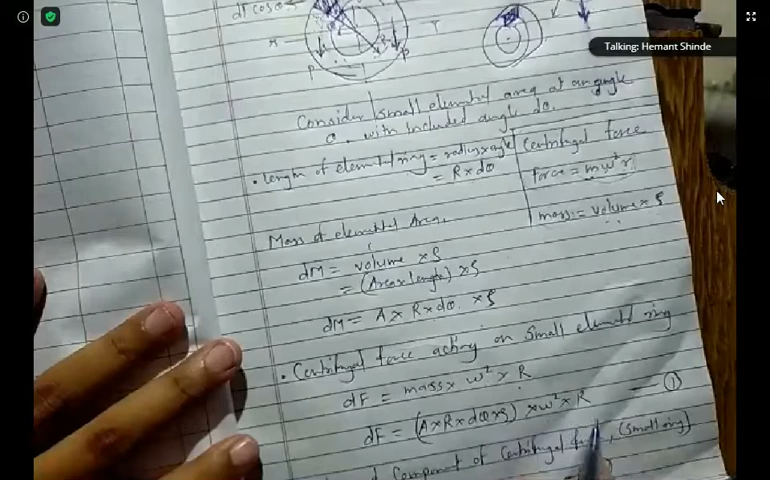 dFcosθ
T
P
P
Talking: Hemant Shinde
Consider small elemental area at an angle
θ. with included angle dθ.
• Length of elemental ring = radius x angle
= R x dθ
Centrifugal force
force = mω²r
mass = volume x ρ
Mass of elemental Area.
dM = volume x ρ
= (Area x length) x ρ
dM = A x R x dθ. x ρ
• Centrifugal force acting on small elemental ring
dF = mass x ω² x R
dF = (A x R x dθ x ρ) x ω² x R — ①
Component of Centrifugal force, (small ring)